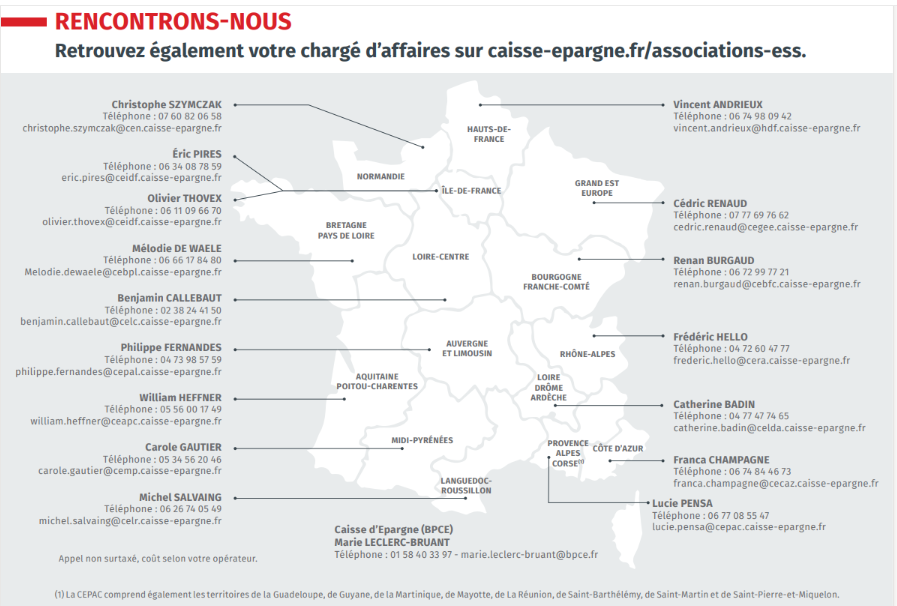 RENCONTRONS-NOUS
Retrouvez également votre chargé d'affaires sur caisse-epargne.fr/associations-ess.
Christophe SZYMCZAK
Téléphone : 07 60 82 06 58
christophe.szymczak@cen.caisse-epargne.fr
Éric PIRES
Téléphone : 06 34 08 78 59
eric.pires@ceidf.caisse-epargne.fr
Olivier THOVEX
Téléphone : 06 11 09 66 70
olivier.thovex@ceidf.caisse-epargne.fr
Mélodie DE WAELE
Téléphone : 06 66 17 84 80
Melodie.dewaele@cebpl.caisse-epargne.fr
Benjamin CALLEBAUT
Téléphone : 02 38 24 41 50
benjamin.callebaut@celc.caisse-epargne.fr
Philippe FERNANDES
Téléphone : 04 73 98 57 59
philippe.fernandes@cepal.caisse-epargne.fr
William HEFFNER
Téléphone : 05 56 00 17 49
william.heffner@ceapc.caisse-epargne.fr
Carole GAUTIER
Téléphone : 05 34 56 20 46
carole.gautier@cemp.caisse-epargne.fr
Michel SALVAING
Téléphone : 06 26 74 05 49
michel.salvaing@celr.caisse-epargne.fr
HAUTS-DE-
FRANCE
NORMANDIE
ÎLE-DE-FRANCE
GRAND EST
EUROPE
BRETAGNE
PAYS DE LOIRE
LOIRE-CENTRE
BOURGOGNE
FRANCHE-COMTÉ
AUVERGNE
ET LIMOUSIN
RHÔNE-ALPES
AQUITAINE
POITOU-CHARENTES
LOIRE
DRÔME
ARDÈCHE
MIDI-PYRÉNÉES
PROVENCE
ALPES
CORSE(1)
CÔTE D'AZUR
LANGUEDOC-
ROUSSILLON
Vincent ANDRIEUX
Téléphone : 06 74 98 09 42
vincent.andrieux@hdf.caisse-epargne.fr
Cédric RENAUD
Téléphone : 07 77 69 76 62
cedric.renaud@cegee.caisse-epargne.fr
Renan BURGAUD
Téléphone : 06 72 99 77 21
renan.burgaud@cebfc.caisse-epargne.fr
Frédéric HELLO
Téléphone : 04 72 60 47 77
frederic.hello@cera.caisse-epargne.fr
Catherine BADIN
Téléphone : 04 77 47 74 65
catherine.badin@celda.caisse-epargne.fr
Franca CHAMPAGNE
Téléphone : 06 74 84 46 73
franca.champagne@cecaz.caisse-epargne.fr
Lucie PENSA
Téléphone : 06 77 08 55 47
lucie.pensa@cepac.caisse-epargne.fr
Caisse d'Epargne (BPCE)
Marie LECLERC-BRUANT
Téléphone : 01 58 40 33 97 - marie.leclerc-bruant@bpce.fr
Appel non surtaxé, coût selon votre opérateur.
(1) La CEPAC comprend également les territoires de la Guadeloupe, de Guyane, de la Martinique, de Mayotte, de La Réunion, de Saint-Barthélémy, de Saint-Martin et de Saint-Pierre-et-Miquelon.